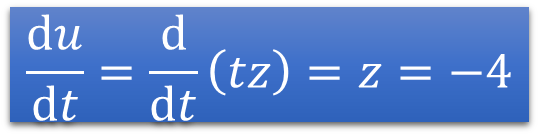 du/dt = d/dt (tz) = z = −4